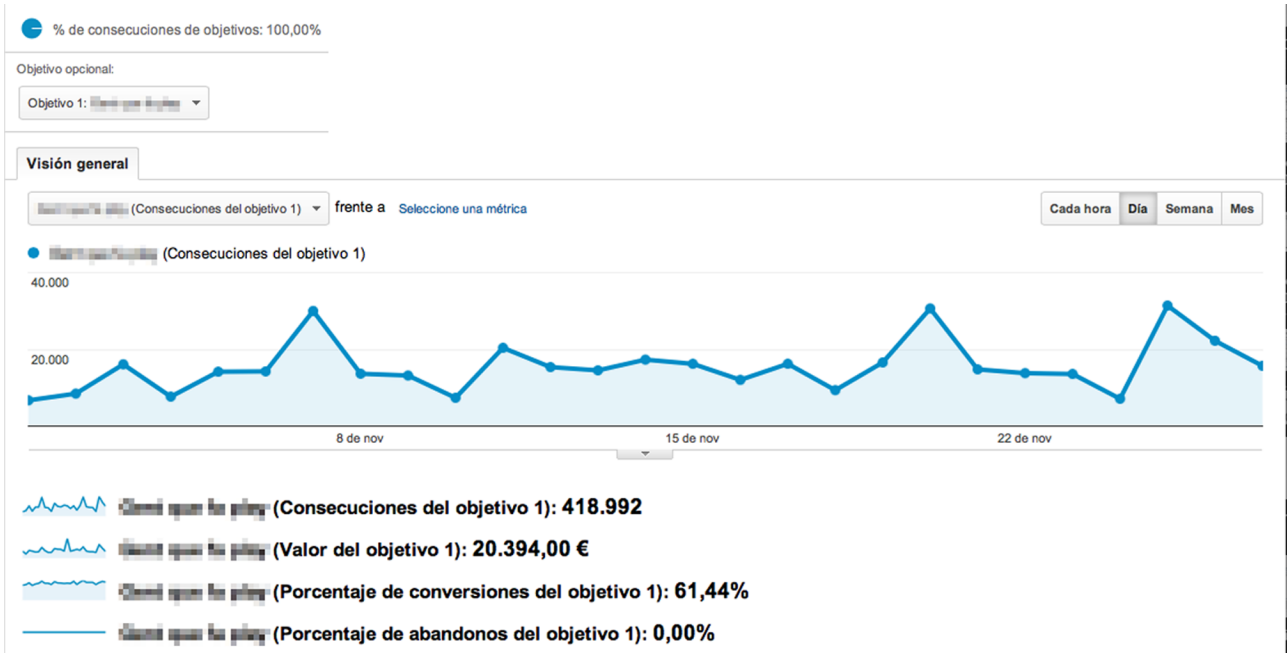 % de consecuciones de objetivos: 100,00%
Objetivo opcional:
Objetivo 1:
Visión general
(Consecuciones del objetivo 1) frente a Seleccione una métrica Cada hora Día Semana Mes
(Consecuciones del objetivo 1)
40.000
20.000
8 de nov 15 de nov 22 de nov
(Consecuciones del objetivo 1): 418.992
(Valor del objetivo 1): 20.394,00 €
(Porcentaje de conversiones del objetivo 1): 61,44%
(Porcentaje de abandonos del objetivo 1): 0,00%